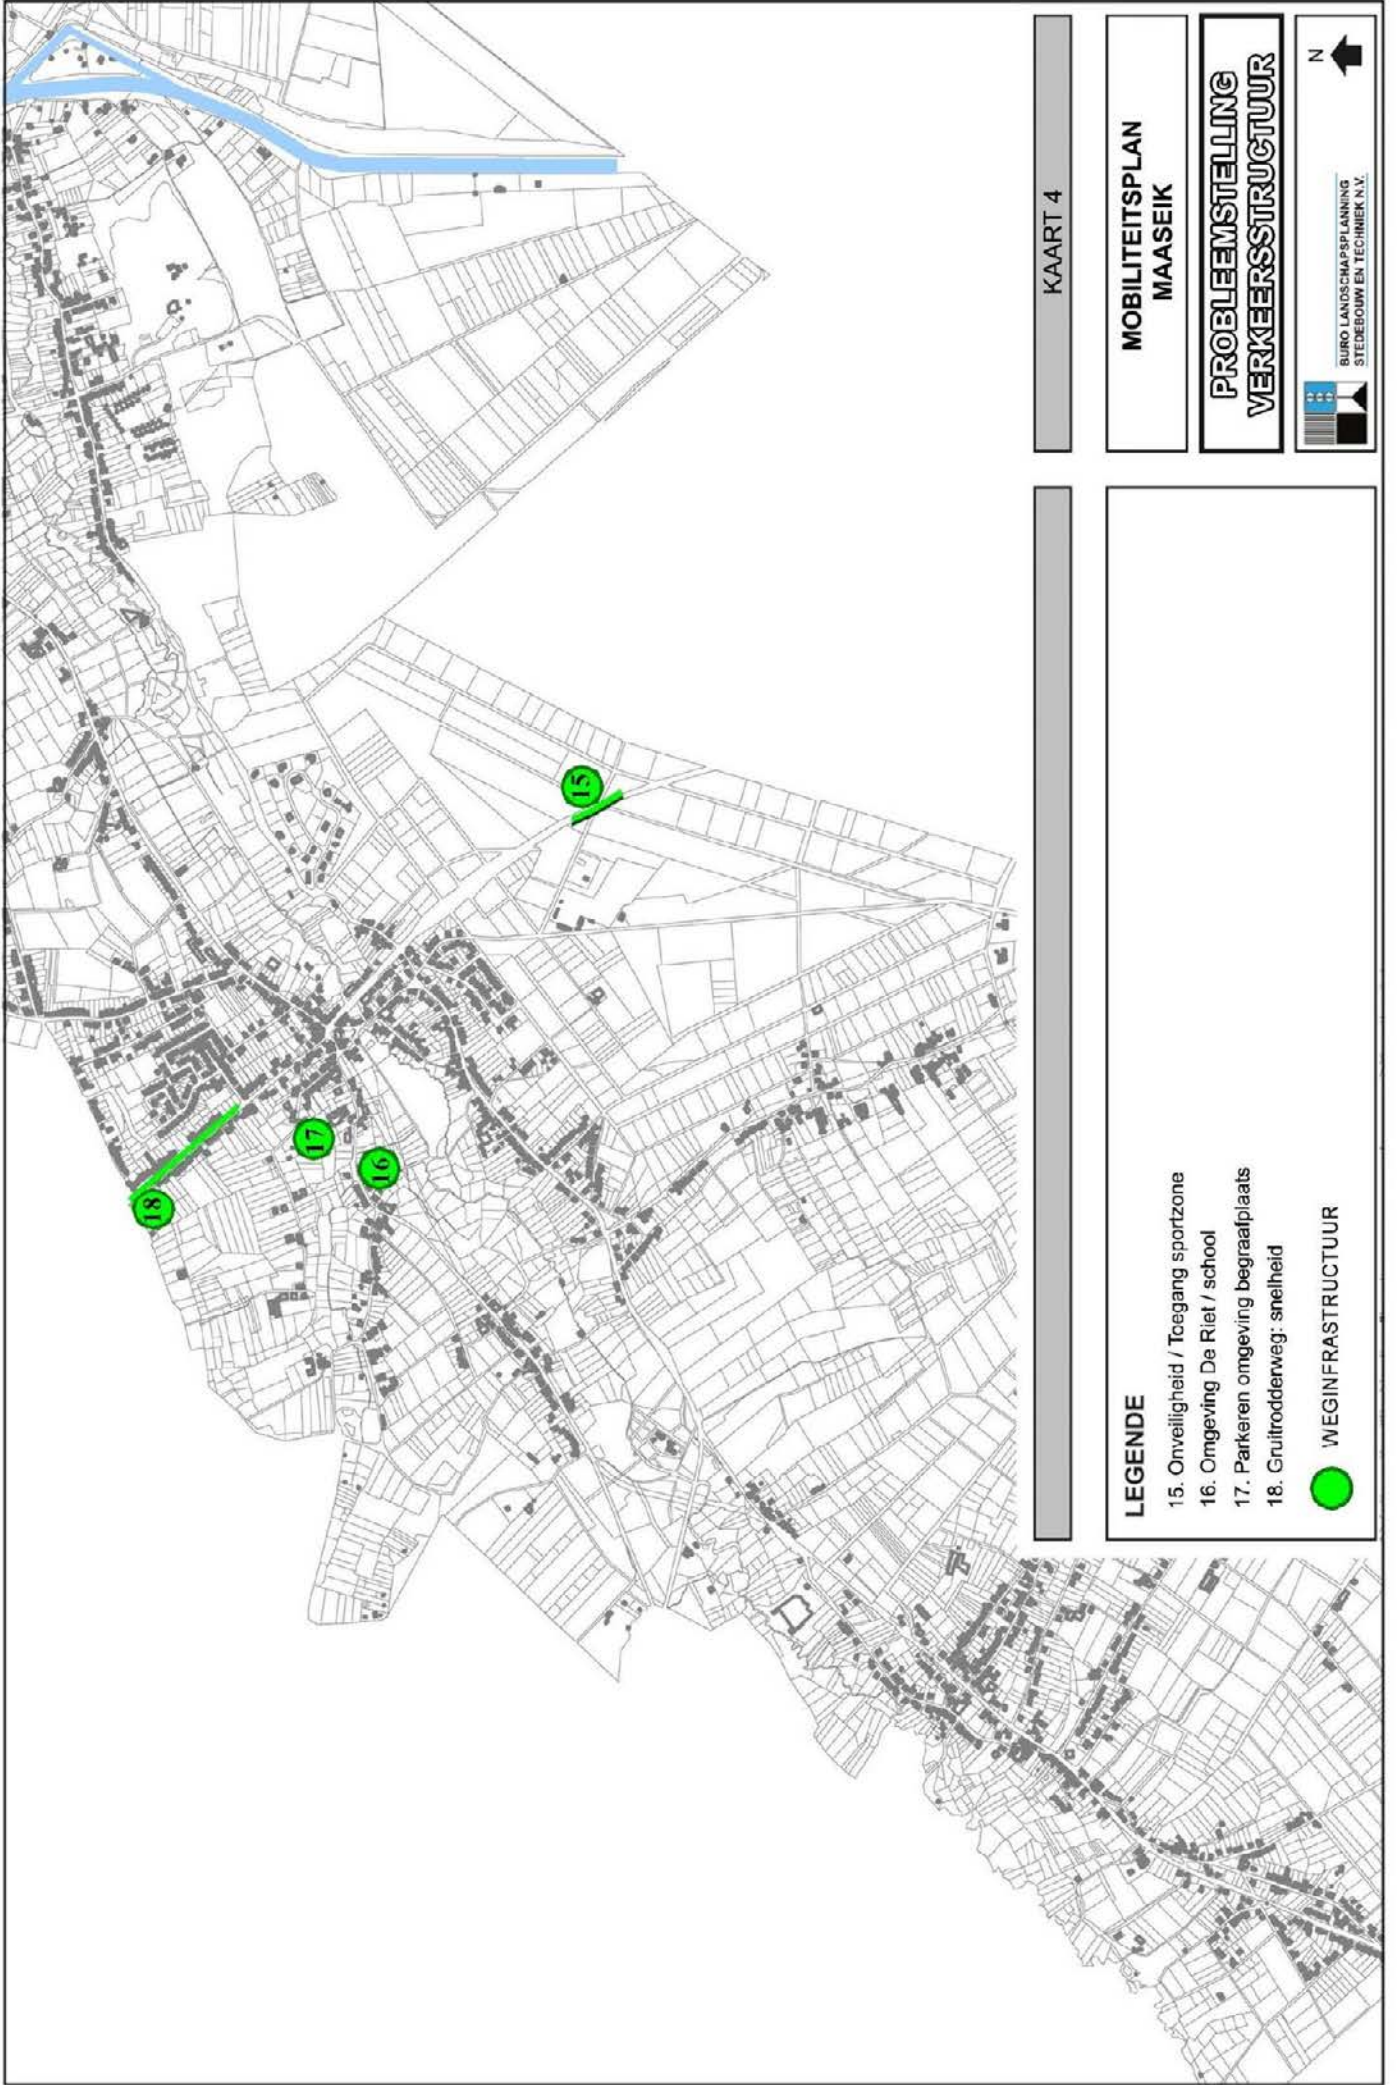 18
17
16
15
KAART 4
LEGENDE
15. Onveiligheid / Toegang sportzone
16. Omgeving De Riet / school
17. Parkeren omgeving begraafplaats
18. Gruitroderweg: snelheid
WEGINFRASTRUCTUUR
MOBILITEITSPLAN
MAASEIK
PROBLEEMSTELLING
VERKEERSSTRUCTUUR
BURO LANDSCHAPSPLANNING
STEDEBOUW EN TECHNIEK N.V.
N